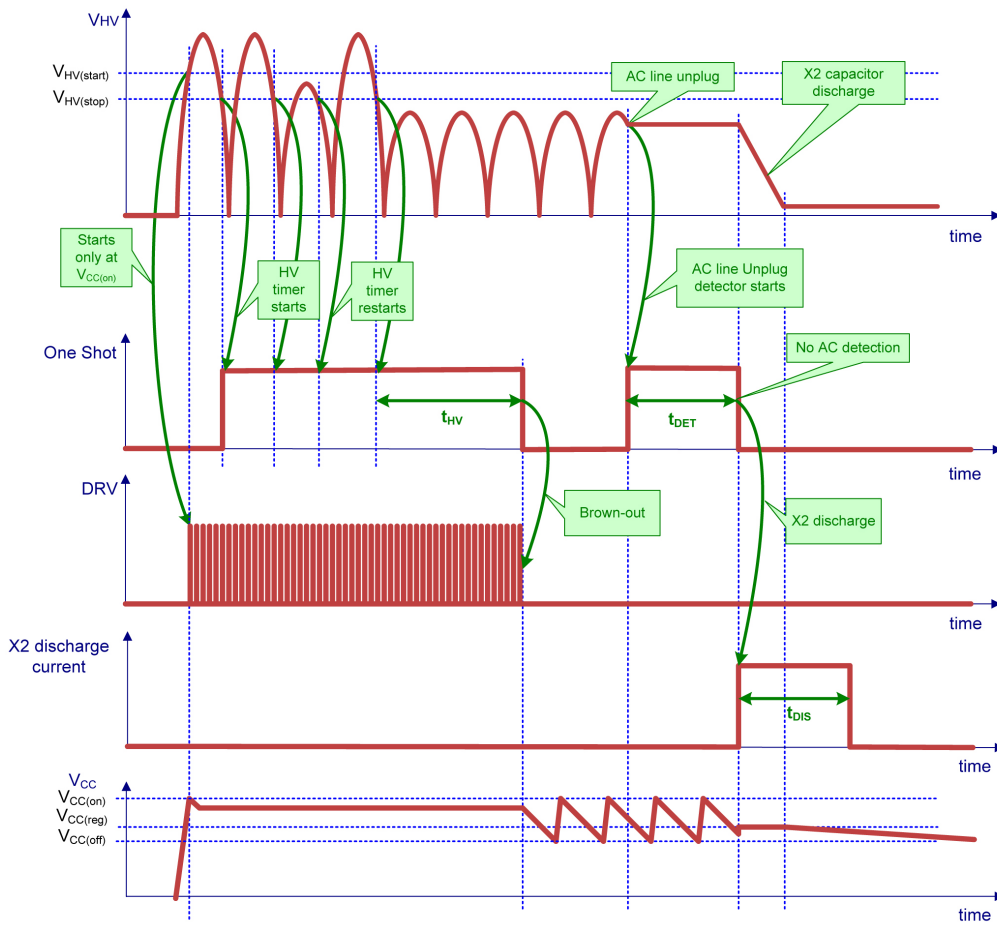 VHV
VHV(start)
VHV(stop)
AC line unplug
X2 capacitor
discharge
time
Starts
only at
VCC(on)
HV
timer
starts
HV
timer
restarts
AC line Unplug
detector starts
One Shot
No AC detection
tHV
tDET
time
DRV
Brown-out
X2 discharge
time
X2 discharge
current
tDIS
time
VCC
VCC(on)
VCC(reg)
VCC(off)
time